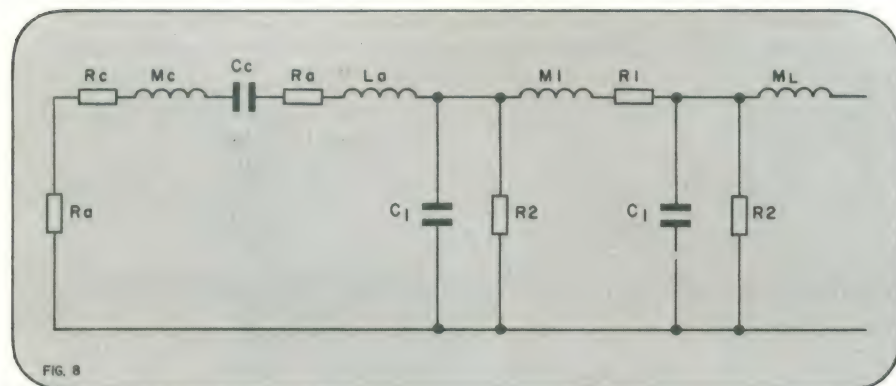 Rc Mc Cc Ra La M1 R1 ML
Ra C1 R2 C1 R2
FIG. 8